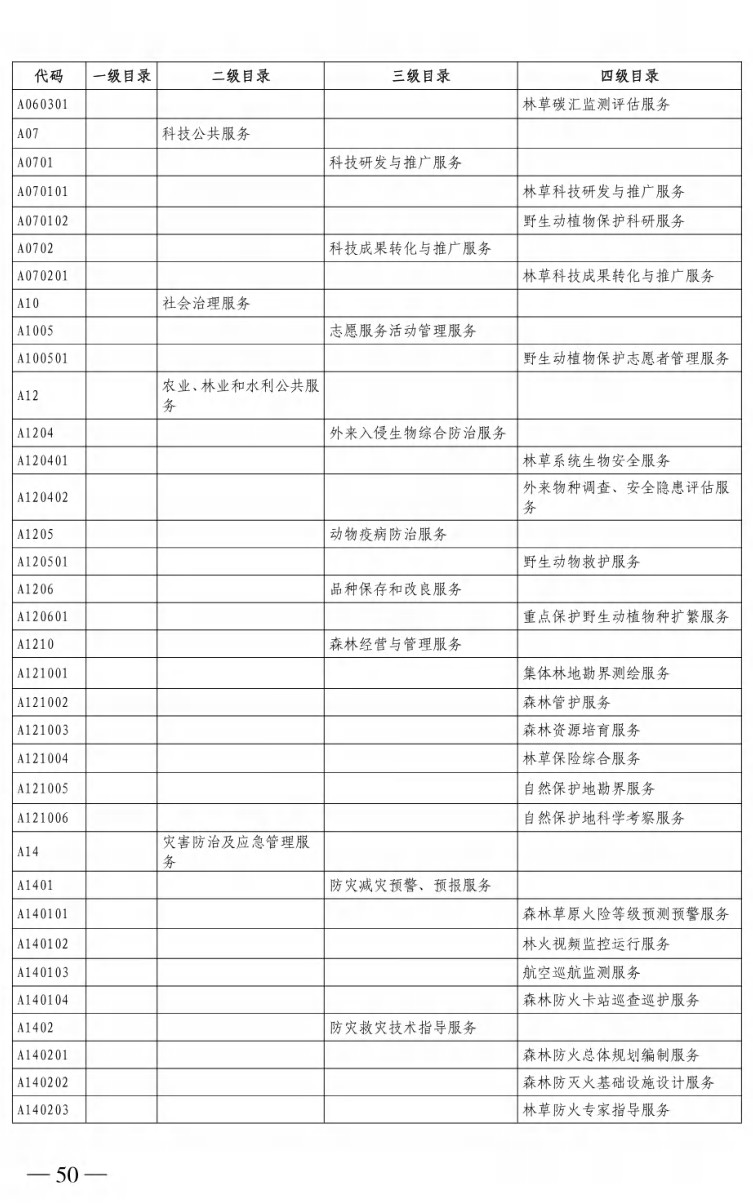 代码 一级目录 二级目录 三级目录 四级目录
A060301 林草碳汇监测评估服务
A07 科技公共服务
A0701 科技研发与推广服务
A070101 林草科技研发与推广服务
A070102 野生动植物保护科研服务
A0702 科技成果转化与推广服务
A070201 林草科技成果转化与推广服务
A10 社会治理服务
A1005 志愿服务活动管理服务
A100501 野生动植物保护志愿者管理服务
A12 农业、林业和水利公共服
务
A1204 外来入侵生物综合防治服务
A120401 林草系统生物安全服务
A120402 外来物种调查、安全隐患评估服
务
A1205 动物疫病防治服务
A120501 野生动物救护服务
A1206 品种保存和改良服务
A120601 重点保护野生动植物种扩繁服务
A1210 森林经营与管理服务
A121001 集体林地勘界测绘服务
A121002 森林管护服务
A121003 森林资源培育服务
A121004 林草保险综合服务
A121005 自然保护地勘界服务
A121006 自然保护地科学考察服务
A14 灾害防治及应急管理服
务
A1401 防灾减灾预警、预报服务
A140101 森林草原火险等级预测预警服务
A140102 林火视频监控运行服务
A140103 航空巡航监测服务
A140104 森林防火卡站巡查巡护服务
A1402 防灾救灾技术指导服务
A140201 森林防火总体规划编制服务
A140202 森林防灭火基础设施设计服务
A140203 林草防火专家指导服务
— 50 —